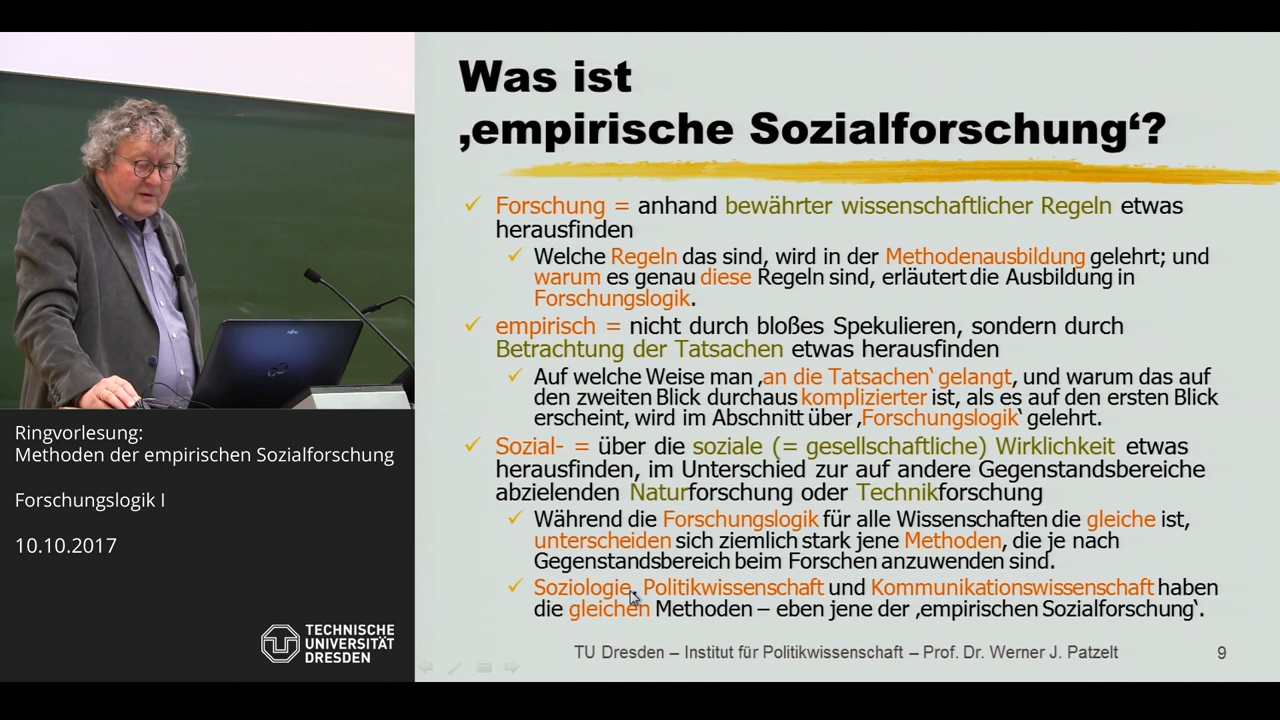 Was ist
‚empirische Sozialforschung‘?
Forschung = anhand bewährter wissenschaftlicher Regeln etwas
herausfinden
Welche Regeln das sind, wird in der Methodenausbildung gelehrt; und
warum es genau diese Regeln sind, erläutert die Ausbildung in
Forschungslogik.
empirisch = nicht durch bloßes Spekulieren, sondern durch
Betrachtung der Tatsachen etwas herausfinden
Auf welche Weise man ‚an die Tatsachen‘ gelangt, und warum das auf
den zweiten Blick durchaus komplizierter ist, als es auf den ersten Blick
erscheint, wird im Abschnitt über ‚Forschungslogik‘ gelehrt.
Sozial- = über die soziale (= gesellschaftliche) Wirklichkeit etwas
herausfinden, im Unterschied zur auf andere Gegenstandsbereiche
abzielenden Naturforschung oder Technikforschung
Während die Forschungslogik für alle Wissenschaften die gleiche ist,
unterscheiden sich ziemlich stark jene Methoden, die je nach
Gegenstandsbereich beim Forschen anzuwenden sind.
Soziologie, Politikwissenschaft und Kommunikationswissenschaft haben
die gleichen Methoden – eben jene der ‚empirischen Sozialforschung‘.
TU Dresden – Institut für Politikwissenschaft – Prof. Dr. Werner J. Patzelt
9
Ringvorlesung:
Methoden der empirischen Sozialforschung
Forschungslogik I
10.10.2017
TECHNISCHE
UNIVERSITÄT
DRESDEN